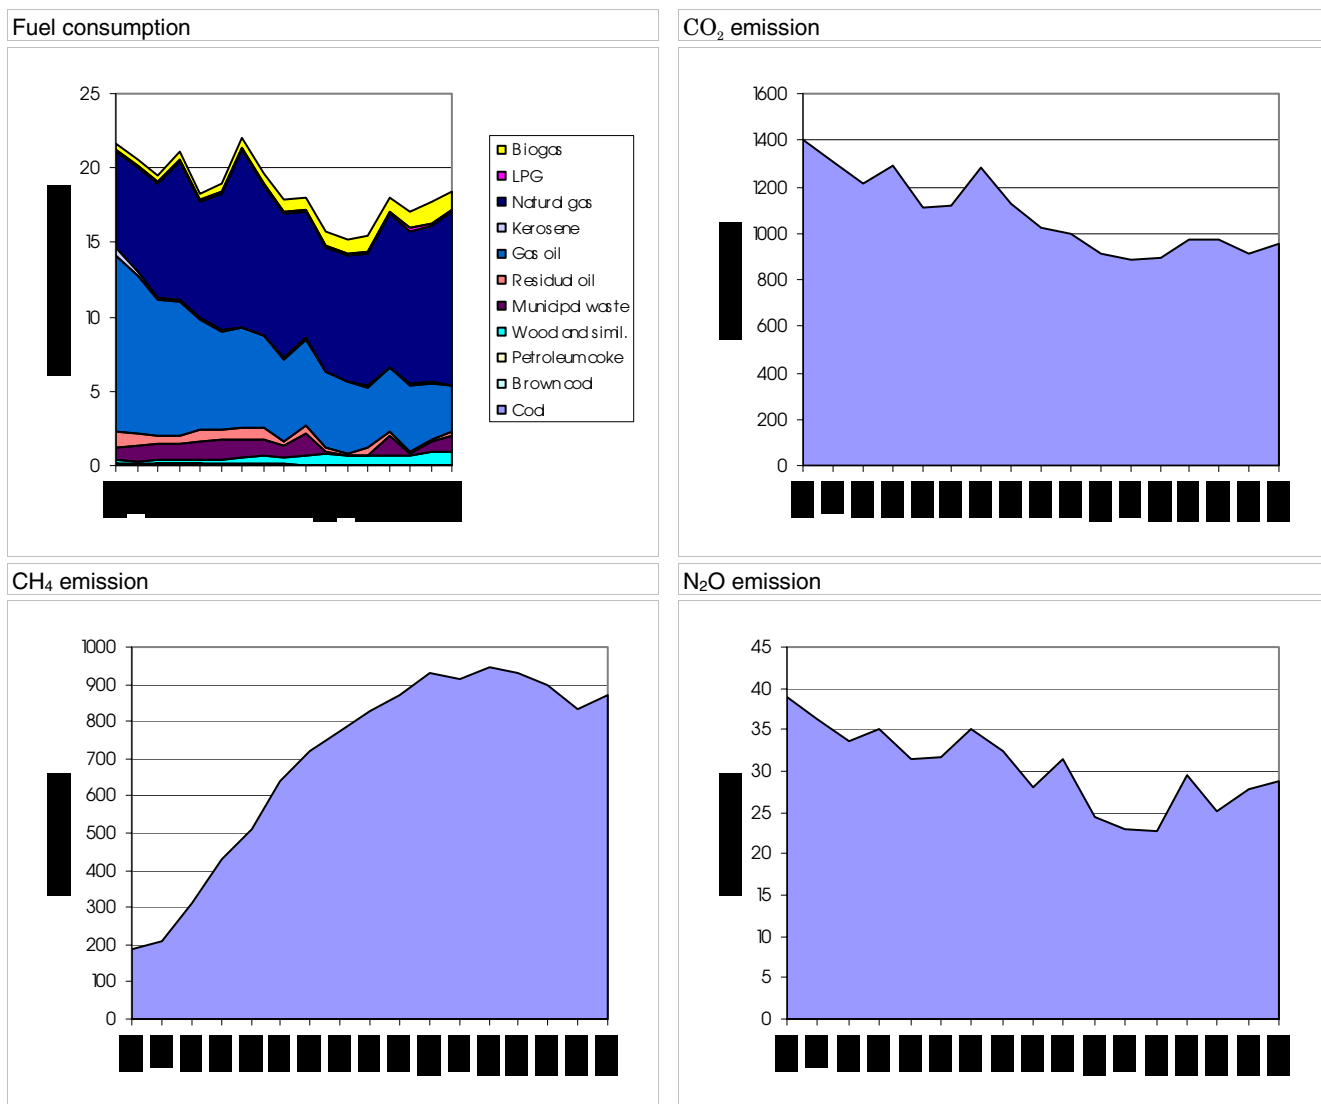 Fuel consumption
25
20
15
10
5
0
Biogas
LPG
Natural gas
Kerosene
Gas oil
Residual oil
Municipal waste
Wood and simil.
Petroleum coke
Brown coal
Coal
CO₂ emission
1600
1400
1200
1000
800
600
400
200
0
CH₄ emission
1000
900
800
700
600
500
400
300
200
100
0
N₂O emission
45
40
35
30
25
20
15
10
5
0